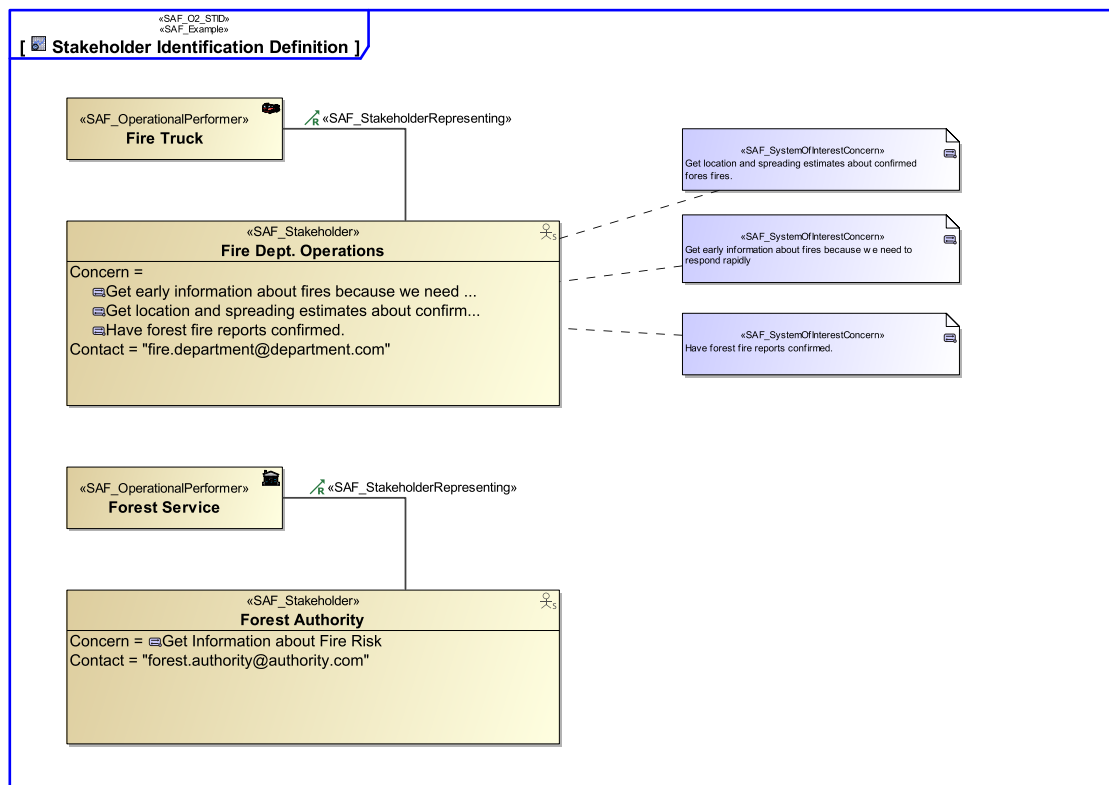 «SAF_O2_STID»
«SAF_Example»
[ Stakeholder Identification Definition ]
«SAF_OperationalPerformer»
Fire Truck
«SAF_StakeholderRepresenting»
«SAF_SystemOfInterestConcern»
Get location and spreading estimates about confirmed
fores fires.
«SAF_SystemOfInterestConcern»
Get early information about fires because we need to
respond rapidly
«SAF_SystemOfInterestConcern»
Have forest fire reports confirmed.
«SAF_Stakeholder»
Fire Dept. Operations
Concern =
Get early information about fires because we need ...
Get location and spreading estimates about confirm...
Have forest fire reports confirmed.
Contact = "fire.department@department.com"
«SAF_OperationalPerformer»
Forest Service
«SAF_StakeholderRepresenting»
«SAF_Stakeholder»
Forest Authority
Concern = Get Information about Fire Risk
Contact = "forest.authority@authority.com"